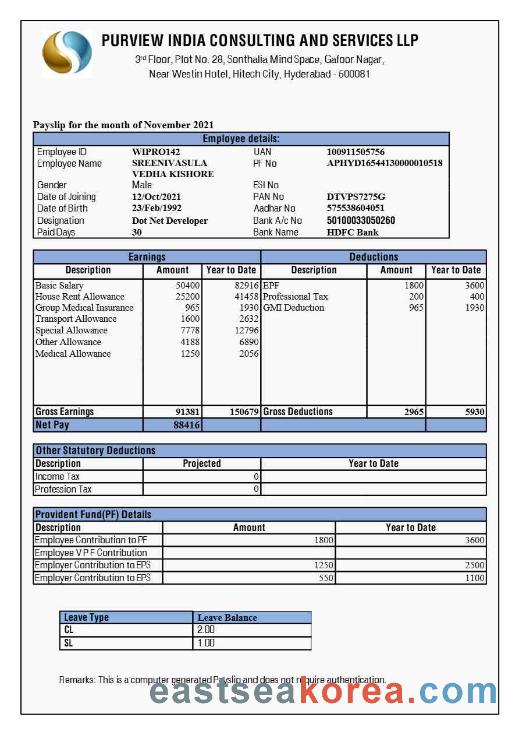 PURVIEW INDIA CONSULTING AND SERVICES LLP
3rd Floor, Plot No. 28, Sonthalia Mind Space, Gafoor Nagar,
Near Westin Hotel, Hitech City, Hyderabad - 600081
Payslip for the month of November 2021
Employee details:
Employee ID WIPRO142 UAN 100911505756
Employee Name SREENIVASULA VEDHA KISHORE PF No APHYD16544130000010518
Gender Male ESI No
Date of Joining 12/Oct/2021 PAN No DTVPS7275G
Date of Birth 23/Feb/1992 Aadhar No 575538604051
Designation Dot Net Developer Bank A/c No 50100033050260
Paid Days 30 Bank Name HDFC Bank
Earnings Deductions
Description Amount Year to Date Description Amount Year to Date
Basic Salary 50400 82916 EPF 1800 3600
House Rent Allowance 25200 41458 Professional Tax 200 400
Group Medical Insurance 965 1930 GMI Deduction 965 1930
Transport Allowance 1600 2632
Special Allowance 7778 12796
Other Allowance 4188 6890
Medical Allowance 1250 2056
Gross Earnings 91381 150679 Gross Deductions 2965 5930
Net Pay 88416
Other Statutory Deductions
Description Projected Year to Date
Income Tax 0
Profession Tax 0
Provident Fund(PF) Details
Description Amount Year to Date
Employee Contribution to PF 1800 3600
Employee V P F Contribution
Employer Contribution to EPS 1250 2500
Employer Contribution to EPS 550 1100
Leave Type Leave Balance
CL 2.00
SL 1.00
Remarks: This is a computer generated Payslip and does not require authentication.
eastseakorea.com